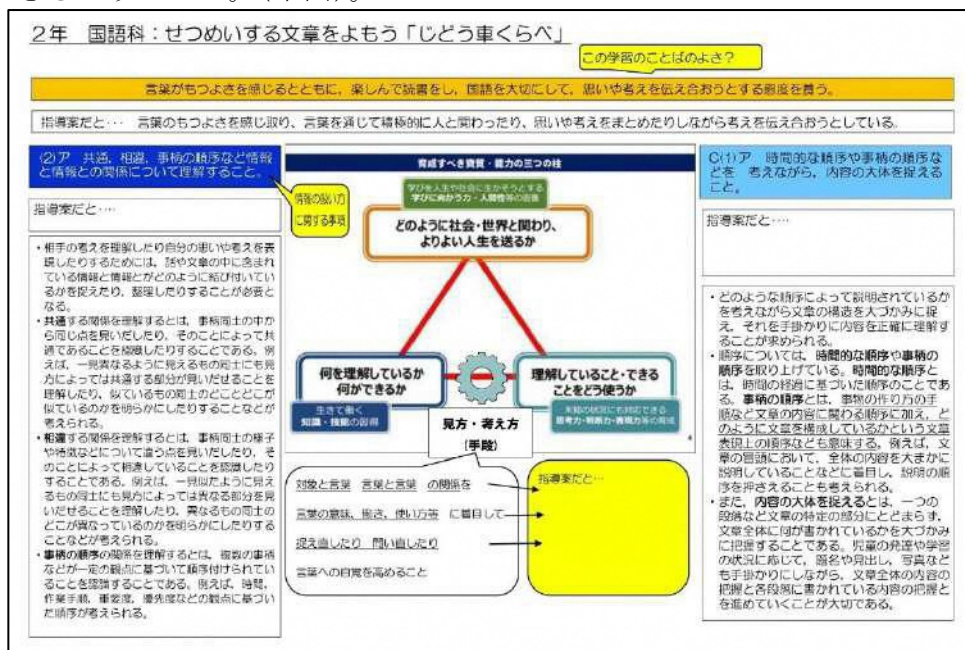 2年　国語科：せつめいする文章をよもう「じどう車くらべ」
この学習のことばのよさ？
言葉がもつよさを感じるとともに，楽しんで読書をし，国語を大切にして，思いや考えを伝え合おうとする態度を養う。
指導案だと…　言葉のもつよさを感じ取り，言葉を通じて積極的に人と関わったり，思いや考えをまとめたりしながら考えを伝え合おうとしている。
(2)ア　共通，相違，事柄の順序など情報
と情報との関係について理解すること。
情報の扱い方
に関する事項
指導案だと‥‥
・相手の考えを理解したり自分の思いや考えを表
現したりするためには，話や文章の中に含まれ
ている情報と情報とがどのように結び付いてい
るかを捉えたり，整理したりすることが必要と
なる。
・共通する関係を理解するとは，事柄同士の中か
ら同じ点を見いだしたり，そのことによって共
通であることを認識したりすることである。例
えば，一見異なるように見えるもの同士にも見
方によっては共通する部分が見いだせることを
理解したり，似ているもの同士のどことどこが
似ているのかを明らかにしたりすることなどが
考えられる。
・相違する関係を理解するとは，事柄同士の様子
や特徴などについて違う点を見いだしたり，そ
のことによって相違していることを認識したり
することである。例えば，一見似たように見え
るもの同士にも見方によっては異なる部分を見
いだせることを理解したり，異なるもの同士の
どこが異なっているのかを明らかにしたりする
ことなどが考えられる。
・事柄の順序の関係を理解するとは，複数の事柄
などが一定の観点に基づいて順序付けられてい
ることを認識することである。例えば，時間，
作業手順，重要度，優先度などの観点に基づい
た順序が考えられる。
育成すべき資質・能力の三つの柱
学びを人生や社会に生かそうとする
学びに向かう力・人間性等の涵養
どのように社会・世界と関わり，
よりよい人生を送るか
何を理解しているか
何ができるか
生きて働く
知識・技能の習得
理解していること・できる
ことをどう使うか
未知の状況にも対応できる
思考力・判断力・表現力等の育成
見方・考え方
（手段）
対象と言葉　言葉と言葉　の関係を
言葉の意味，働き，使い方等　に着目して
捉え直したり　問い直したり
言葉への自覚を高めること
指導案だと…
C(1)ア　時間的な順序や事柄の順序な
どを　考えながら，内容の大体を捉える
こと。
指導案だと‥‥
・どのような順序によって説明されているか
を考えながら文章の構造を大づかみに捉
え，それを手掛かりに内容を正確に理解す
ることが求められる。
・順序については，時間的な順序や事柄の
順序を取り上げている。時間的な順序と
は，時間の経過に基づいた順序のことであ
る。事柄の順序とは，事物の作り方の手
順など文章の内容に関わる順序に加え，ど
のように文章を構成しているかという文章
表現上の順序なども意味する。例えば，文
章の冒頭において，全体の内容を大まかに
説明していることなどに着目し，説明の順
序を押さえることも考えられる。
・また，内容の大体を捉えるとは，一つの
段落など文章の特定の部分にとどまらず，
文章全体に何が書かれているかを大づかみ
に把握することである。児童の発達や学習
の状況に応じて，題名や見出し，写真など
も手掛かりにしながら，文章全体の内容の
把握と各段落に書かれている内容の把握と
を進めていくことが大切である。